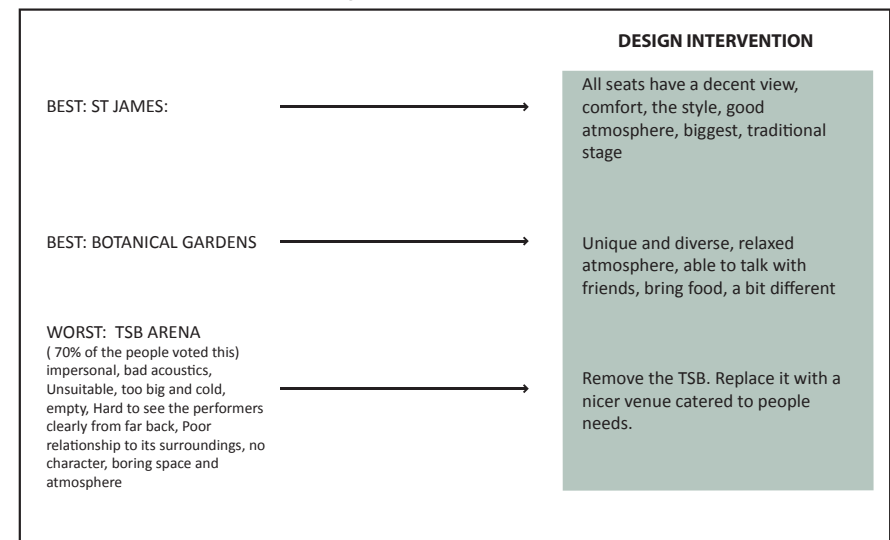 DESIGN INTERVENTION
BEST: ST JAMES:
All seats have a decent view,
comfort, the style, good
atmosphere, biggest, traditional
stage
BEST: BOTANICAL GARDENS
Unique and diverse, relaxed
atmosphere, able to talk with
friends, bring food, a bit different
WORST: TSB ARENA
( 70% of the people voted this)
impersonal, bad acoustics,
Unsuitable, too big and cold,
empty, Hard to see the performers
clearly from far back, Poor
relationship to its surroundings, no
character, boring space and
atmosphere
Remove the TSB. Replace it with a
nicer venue catered to people
needs.